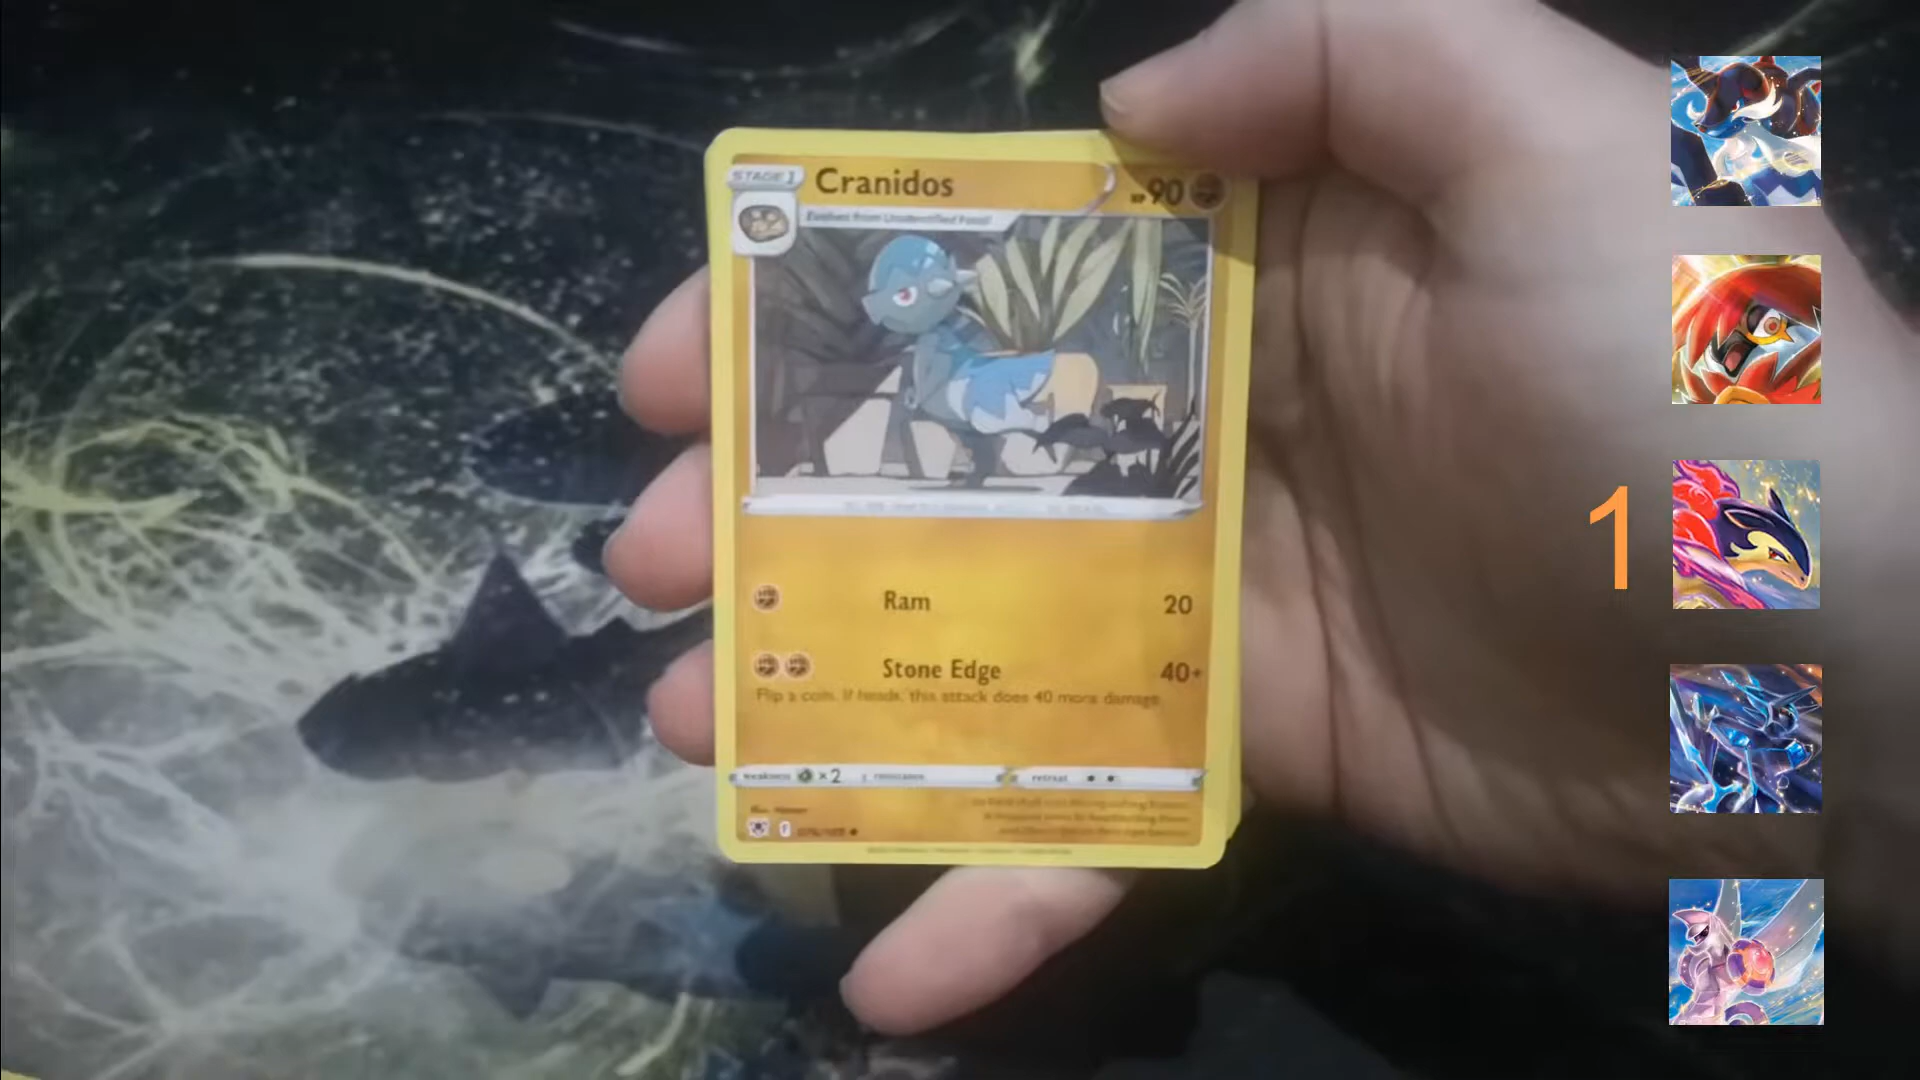 STAGE 1
Cranidos
HP 90
Evolves from Unidentified Fossil
1
Ram 20
Stone Edge 40+
Flip a coin. If heads, this attack does 40 more damage.
weakness ×2 resistance retreat